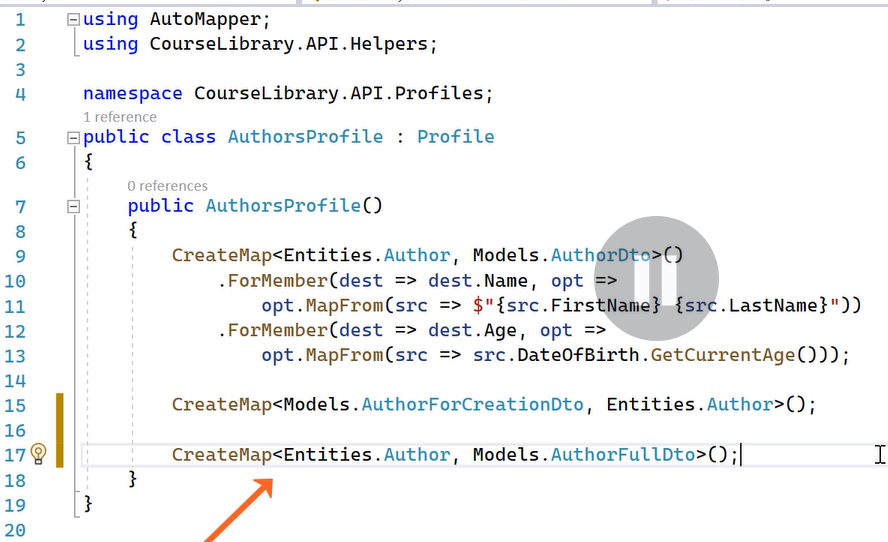 1 using AutoMapper;
2 using CourseLibrary.API.Helpers;
3
4 namespace CourseLibrary.API.Profiles;
1 reference
5 public class AuthorsProfile : Profile
6 {
0 references
7 public AuthorsProfile()
8 {
9 CreateMap<Entities.Author, Models.AuthorDto>()
10 .ForMember(dest => dest.Name, opt =>
11 opt.MapFrom(src => $"{src.FirstName} {src.LastName}"))
12 .ForMember(dest => dest.Age, opt =>
13 opt.MapFrom(src => src.DateOfBirth.GetCurrentAge()));
14
15 CreateMap<Models.AuthorForCreationDto, Entities.Author>();
16
17 CreateMap<Entities.Author, Models.AuthorFullDto>();
18 }
19 }
20